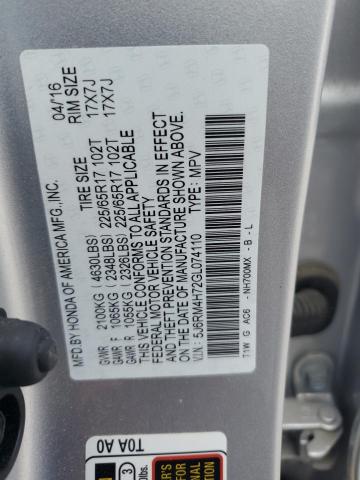 MFD.BY HONDA OF AMERICA MFG.,INC. 04/16
TIRE SIZE RIM SIZE
GVWR 2100KG (4630LBS)
GAWR F 1065KG (2348LBS) 225/65R17 102T 17X7J
GAWR R 1055KG (2326LBS) 225/65R17 102T 17X7J
THIS VEHICLE CONFORMS TO ALL APPLICABLE
FEDERAL MOTOR VEHICLE SAFETY
AND THEFT PREVENTION STANDARDS IN EFFECT
ON THE DATE OF MANUFACTURE SHOWN ABOVE.
V.I.N: 5J6RM4H72GL074110 TYPE: MPV
T1W G AC6 - NH700MX - B - L
T0A A0
3